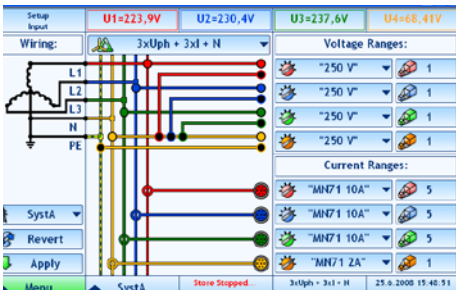 Setup Input U1=223,9V U2=230,4V U3=237,6V U4=68,41V
Wiring: 3xUph + 3xI + N Voltage Ranges:
L1 "250 V" 1
L2 "250 V" 1
L3 "250 V" 1
N "250 V" 1
PE
Current Ranges:
"MN71 10A" 5
SystA "MN71 10A" 5
Revert "MN71 10A" 5
Apply "MN71 2A" 1
Menu SystA Store Stopped... 3xUph + 3xI + N 25.6.2008 15:48:51